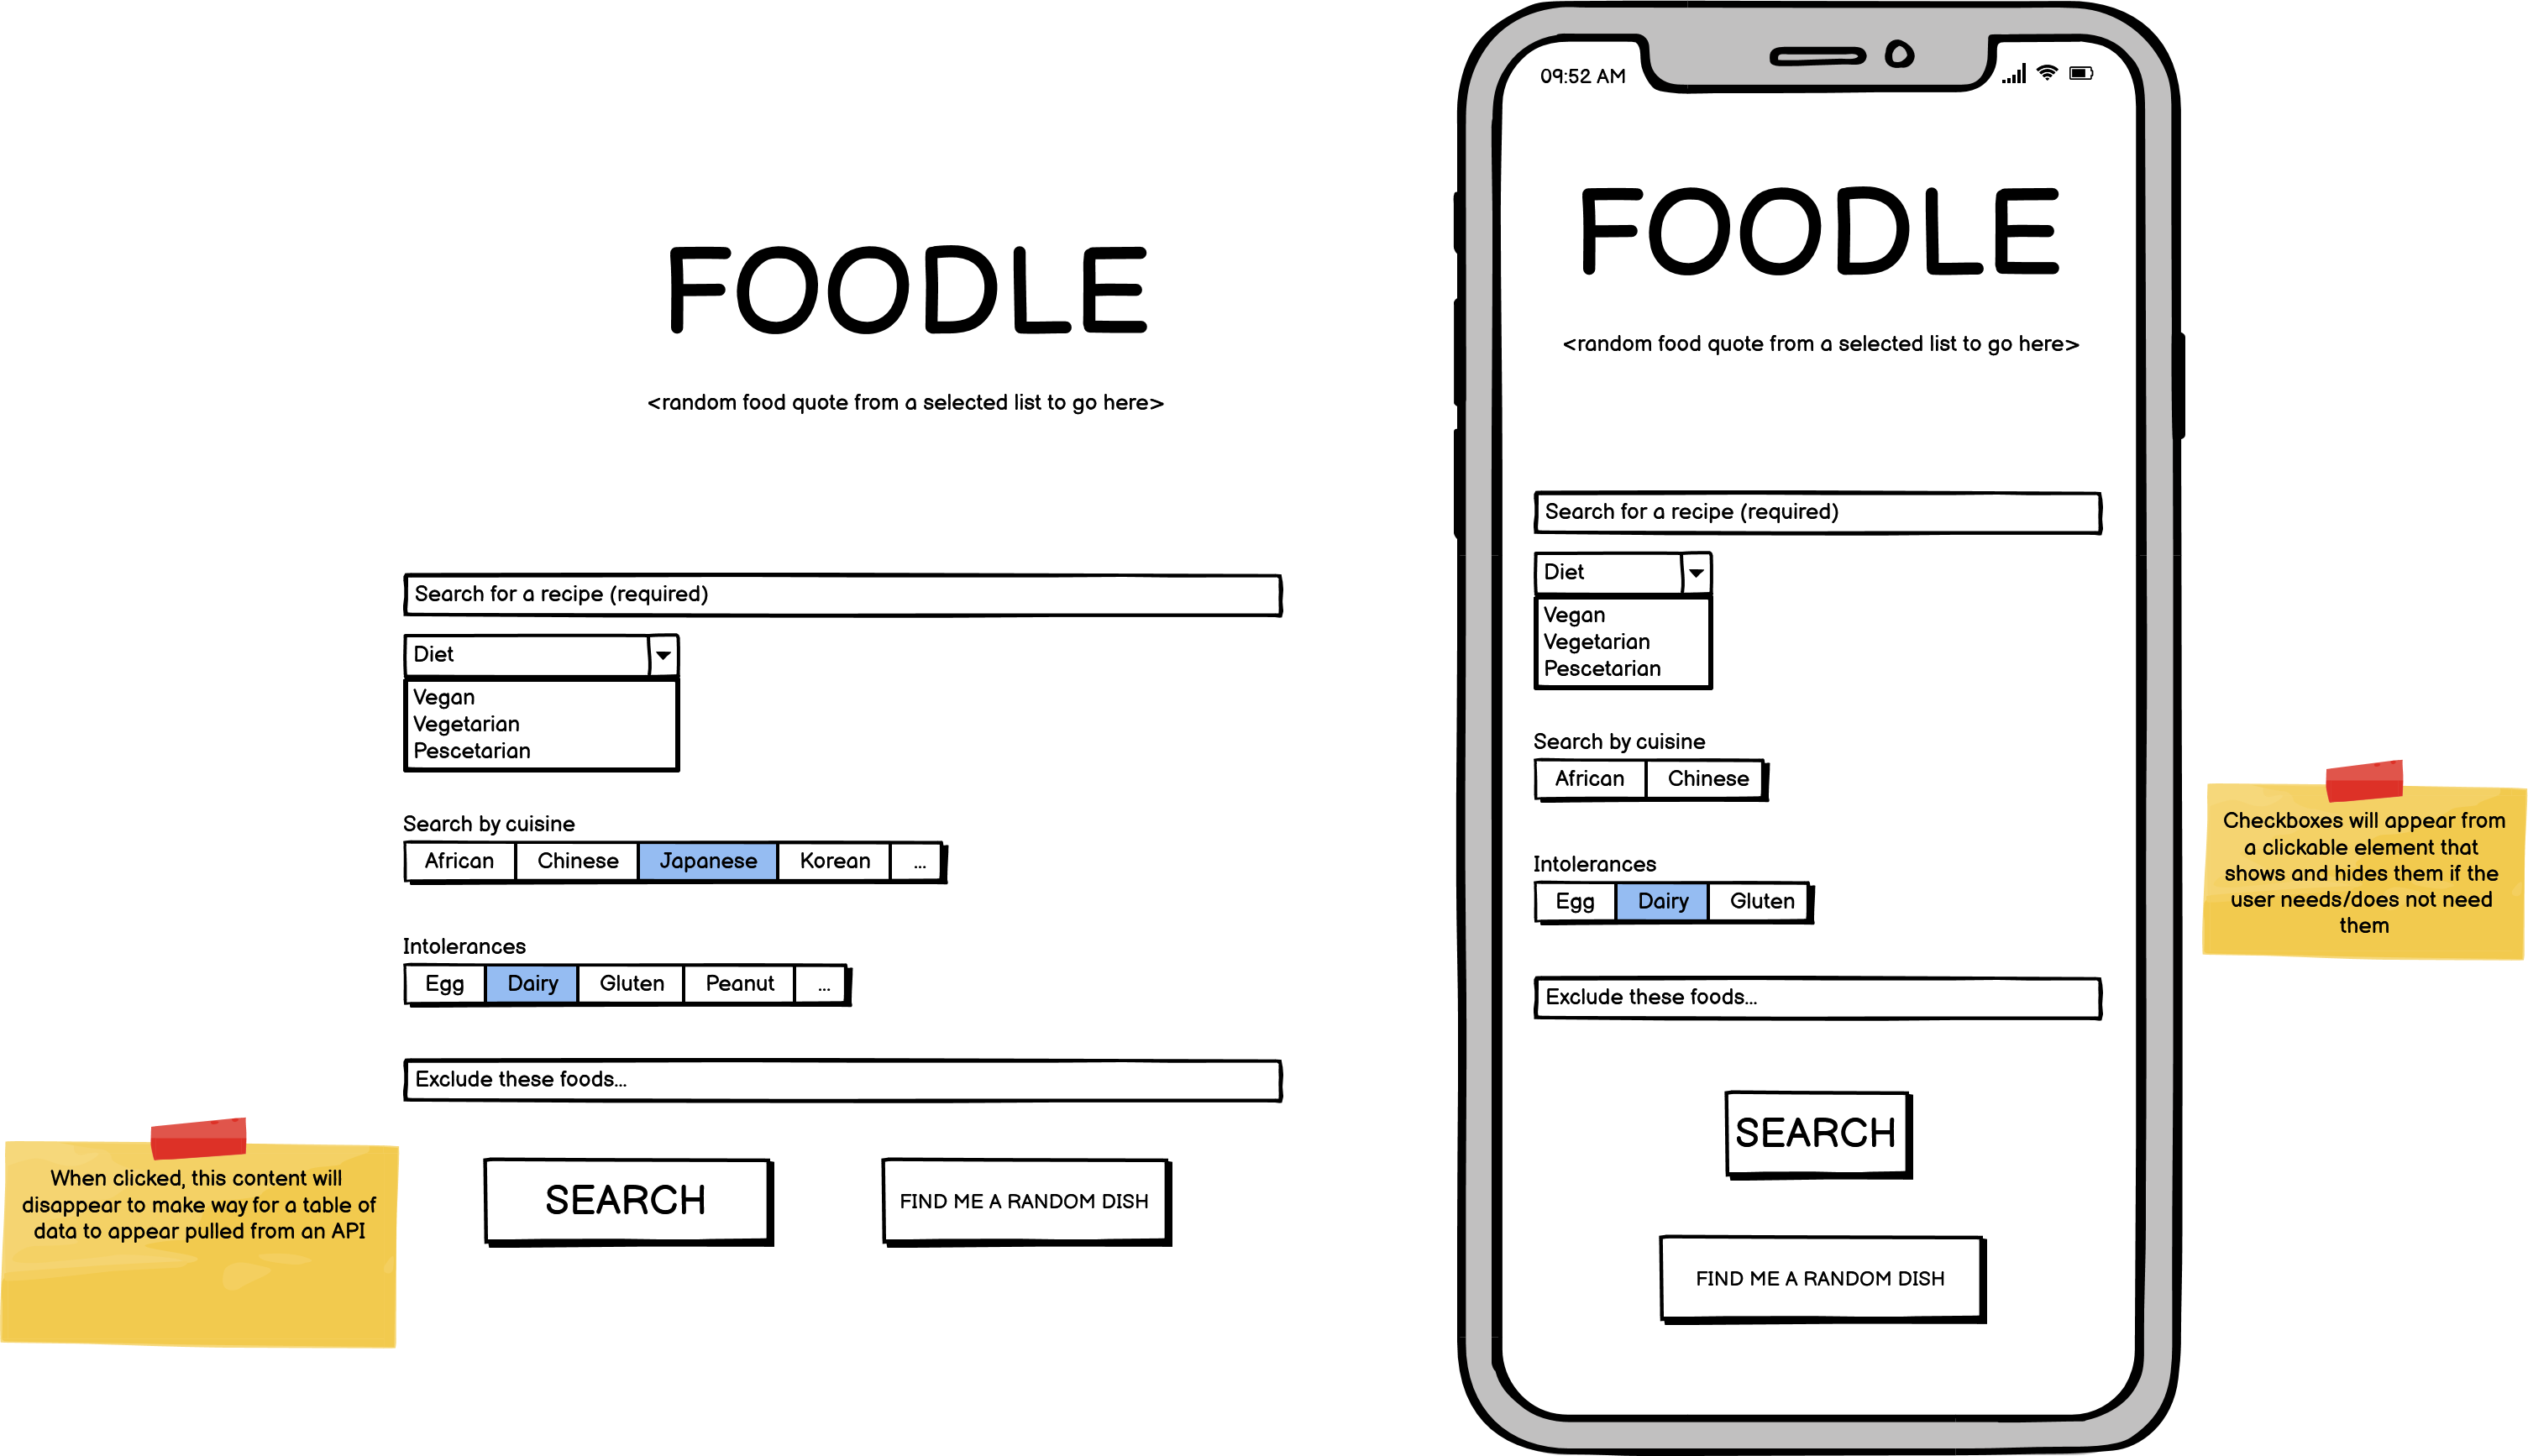 FOODLE
<random food quote from a selected list to go here>
Search for a recipe (required)
Diet
Vegan
Vegetarian
Pescetarian
Search by cuisine
African Chinese Japanese Korean ...
Intolerances
Egg Dairy Gluten Peanut ...
Exclude these foods...
SEARCH FIND ME A RANDOM DISH
When clicked, this content will
disappear to make way for a table of
data to appear pulled from an API
09:52 AM
FOODLE
<random food quote from a selected list to go here>
Search for a recipe (required)
Diet
Vegan
Vegetarian
Pescetarian
Search by cuisine
African Chinese
Intolerances
Egg Dairy Gluten
Exclude these foods...
SEARCH
FIND ME A RANDOM DISH
Checkboxes will appear from
a clickable element that
shows and hides them if the
user needs/does not need
them